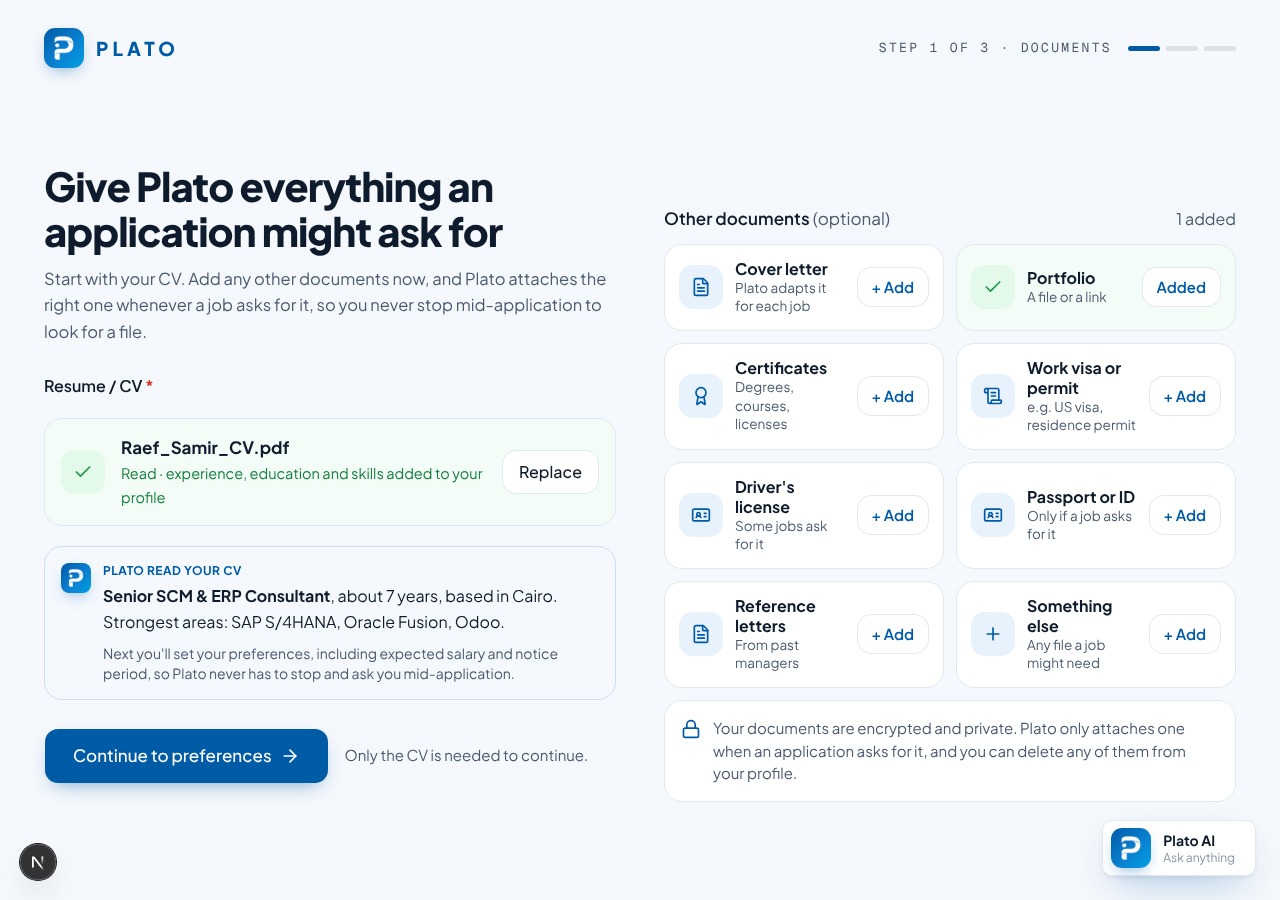 PLATO
STEP 1 OF 3 · DOCUMENTS
Give Plato everything an
application might ask for
Start with your CV. Add any other documents now, and Plato attaches the
right one whenever a job asks for it, so you never stop mid-application to
look for a file.
Resume / CV *
Raef_Samir_CV.pdf
Read · experience, education and skills added to your
profile
Replace
PLATO READ YOUR CV
Senior SCM & ERP Consultant, about 7 years, based in Cairo.
Strongest areas: SAP S/4HANA, Oracle Fusion, Odoo.
Next you'll set your preferences, including expected salary and notice
period, so Plato never has to stop and ask you mid-application.
Continue to preferences →
Only the CV is needed to continue.
Other documents (optional)
1 added
Cover letter
Plato adapts it
for each job
+ Add
Portfolio
A file or a link
Added
Certificates
Degrees,
courses,
licenses
+ Add
Work visa or
permit
e.g. US visa,
residence permit
+ Add
Driver's
license
Some jobs ask
for it
+ Add
Passport or ID
Only if a job asks
for it
+ Add
Reference
letters
From past
managers
+ Add
Something
else
Any file a job
might need
+ Add
Your documents are encrypted and private. Plato only attaches one
when an application asks for it, and you can delete any of them from
your profile.
N
Plato AI
Ask anything